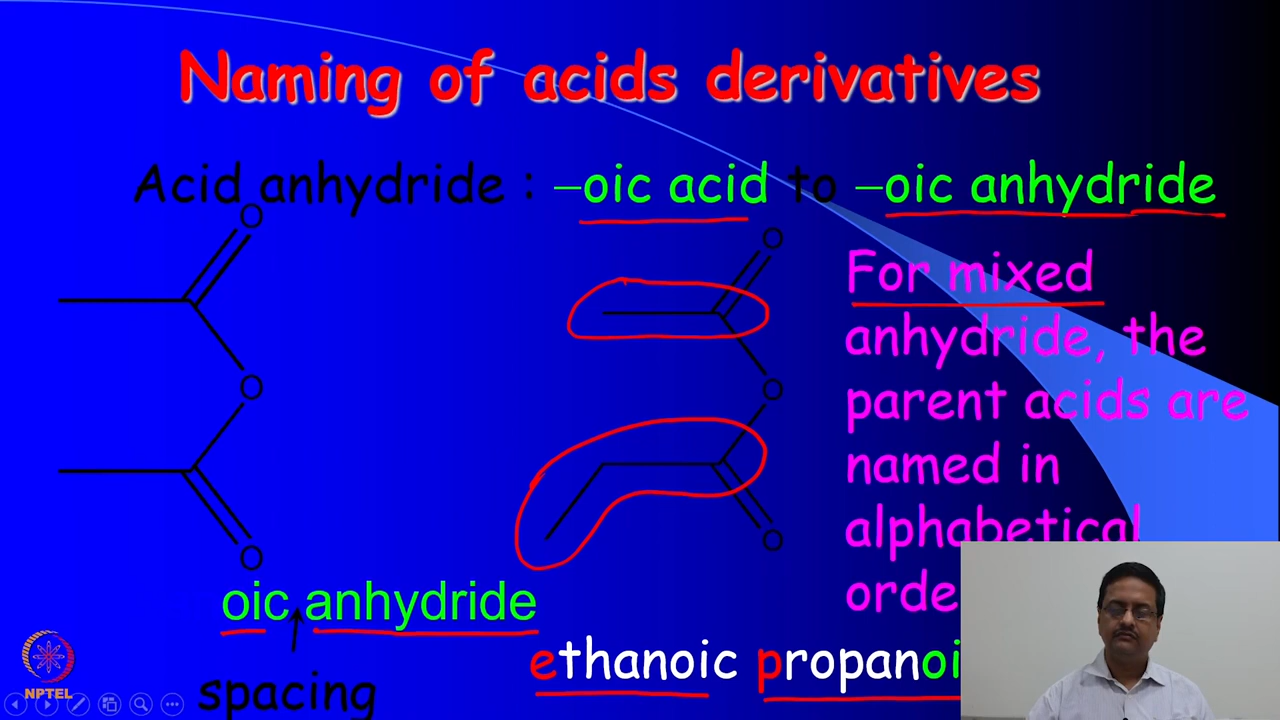 Naming of acids derivatives
Acid anhydride : –oic acid to –oic anhydride
O
O
O
oic anhydride
spacing
O
O
O
For mixed
anhydride, the
parent acids are
named in
alphabetical
orde
ethanoic propanoi
NPTEL